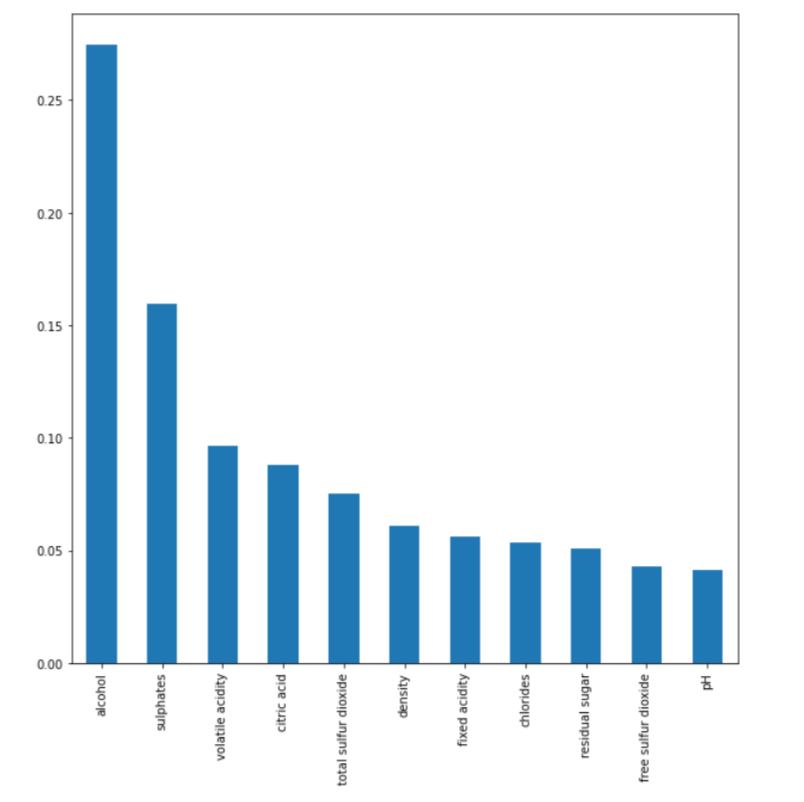 0.25
0.20
0.15
0.10
0.05
0.00
alcohol
sulphates
volatile acidity
citric acid
total sulfur dioxide
density
fixed acidity
chlorides
residual sugar
free sulfur dioxide
pH